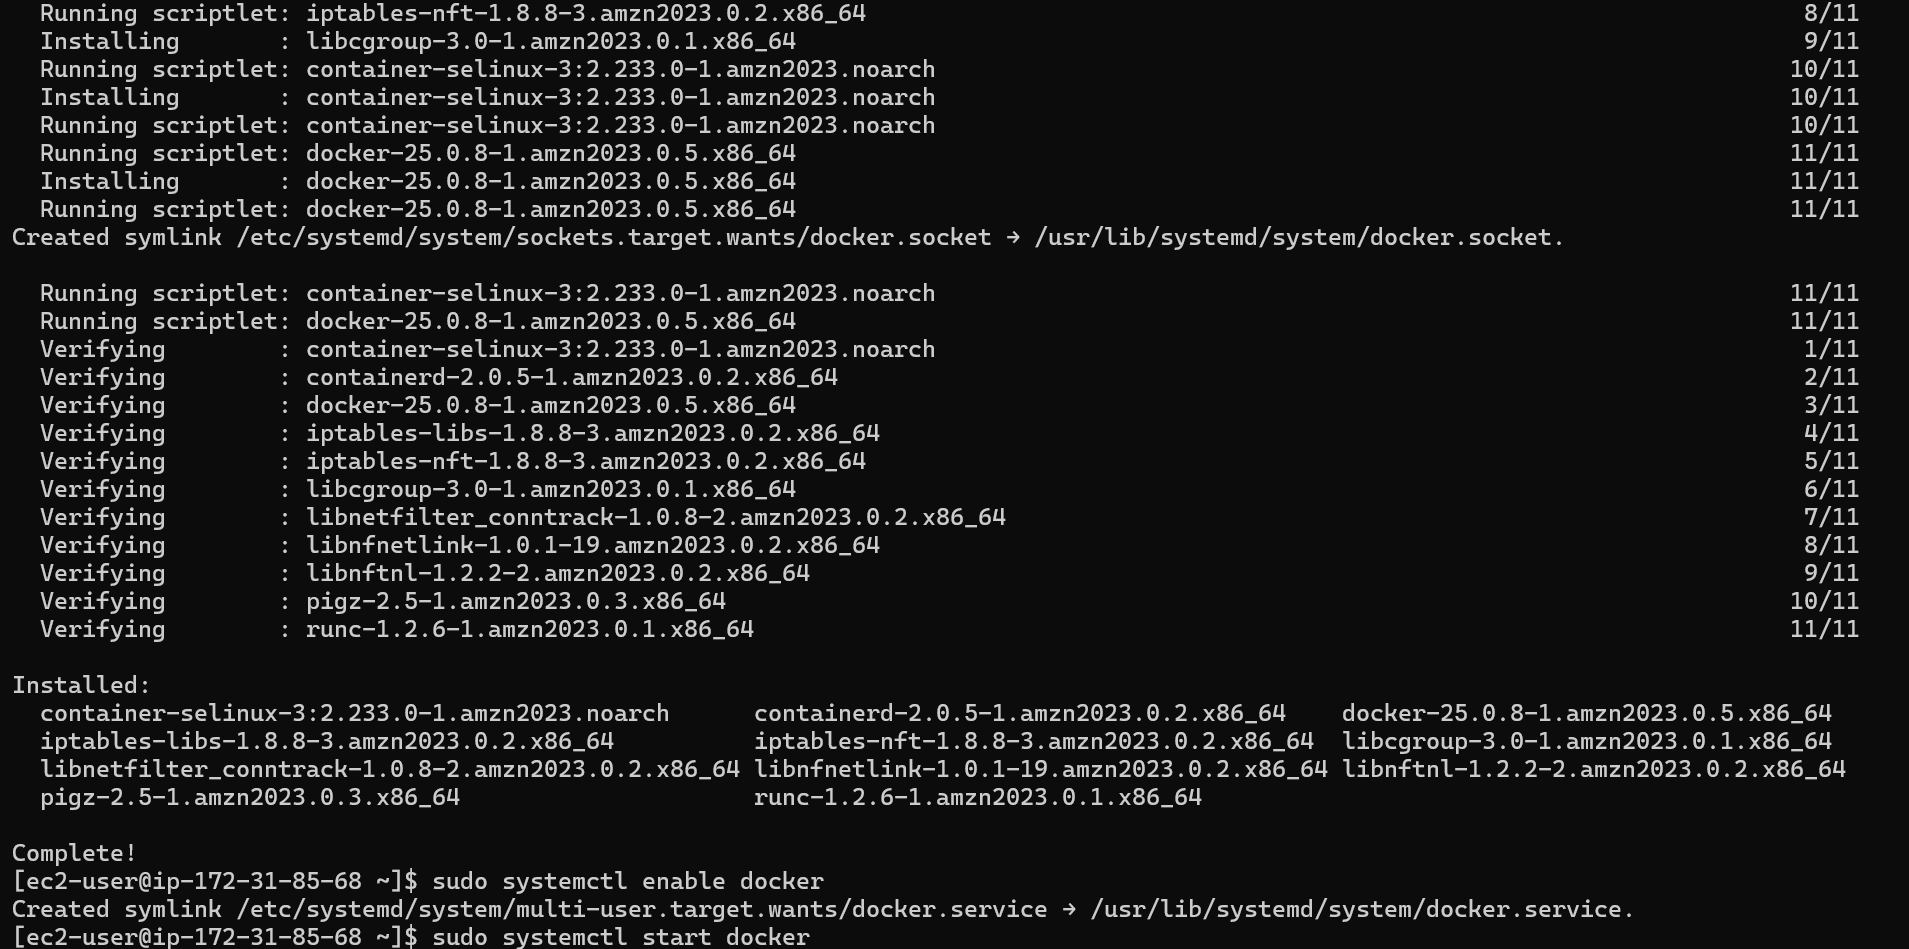 Running scriptlet: iptables-nft-1.8.8-3.amzn2023.0.2.x86_64 8/11
Installing : libcgroup-3.0-1.amzn2023.0.1.x86_64 9/11
Running scriptlet: container-selinux-3:2.233.0-1.amzn2023.noarch 10/11
Installing : container-selinux-3:2.233.0-1.amzn2023.noarch 10/11
Running scriptlet: container-selinux-3:2.233.0-1.amzn2023.noarch 10/11
Running scriptlet: docker-25.0.8-1.amzn2023.0.5.x86_64 11/11
Installing : docker-25.0.8-1.amzn2023.0.5.x86_64 11/11
Running scriptlet: docker-25.0.8-1.amzn2023.0.5.x86_64 11/11
Created symlink /etc/systemd/system/sockets.target.wants/docker.socket → /usr/lib/systemd/system/docker.socket.
Running scriptlet: container-selinux-3:2.233.0-1.amzn2023.noarch 11/11
Running scriptlet: docker-25.0.8-1.amzn2023.0.5.x86_64 11/11
Verifying : container-selinux-3:2.233.0-1.amzn2023.noarch 1/11
Verifying : containerd-2.0.5-1.amzn2023.0.2.x86_64 2/11
Verifying : docker-25.0.8-1.amzn2023.0.5.x86_64 3/11
Verifying : iptables-libs-1.8.8-3.amzn2023.0.2.x86_64 4/11
Verifying : iptables-nft-1.8.8-3.amzn2023.0.2.x86_64 5/11
Verifying : libcgroup-3.0-1.amzn2023.0.1.x86_64 6/11
Verifying : libnetfilter_conntrack-1.0.8-2.amzn2023.0.2.x86_64 7/11
Verifying : libnfnetlink-1.0.1-19.amzn2023.0.2.x86_64 8/11
Verifying : libnftnl-1.2.2-2.amzn2023.0.2.x86_64 9/11
Verifying : pigz-2.5-1.amzn2023.0.3.x86_64 10/11
Verifying : runc-1.2.6-1.amzn2023.0.1.x86_64 11/11
Installed:
container-selinux-3:2.233.0-1.amzn2023.noarch containerd-2.0.5-1.amzn2023.0.2.x86_64 docker-25.0.8-1.amzn2023.0.5.x86_64
iptables-libs-1.8.8-3.amzn2023.0.2.x86_64 iptables-nft-1.8.8-3.amzn2023.0.2.x86_64 libcgroup-3.0-1.amzn2023.0.1.x86_64
libnetfilter_conntrack-1.0.8-2.amzn2023.0.2.x86_64 libnfnetlink-1.0.1-19.amzn2023.0.2.x86_64 libnftnl-1.2.2-2.amzn2023.0.2.x86_64
pigz-2.5-1.amzn2023.0.3.x86_64 runc-1.2.6-1.amzn2023.0.1.x86_64
Complete!
[ec2-user@ip-172-31-85-68 ~]$ sudo systemctl enable docker
Created symlink /etc/systemd/system/multi-user.target.wants/docker.service → /usr/lib/systemd/system/docker.service.
[ec2-user@ip-172-31-85-68 ~]$ sudo systemctl start docker